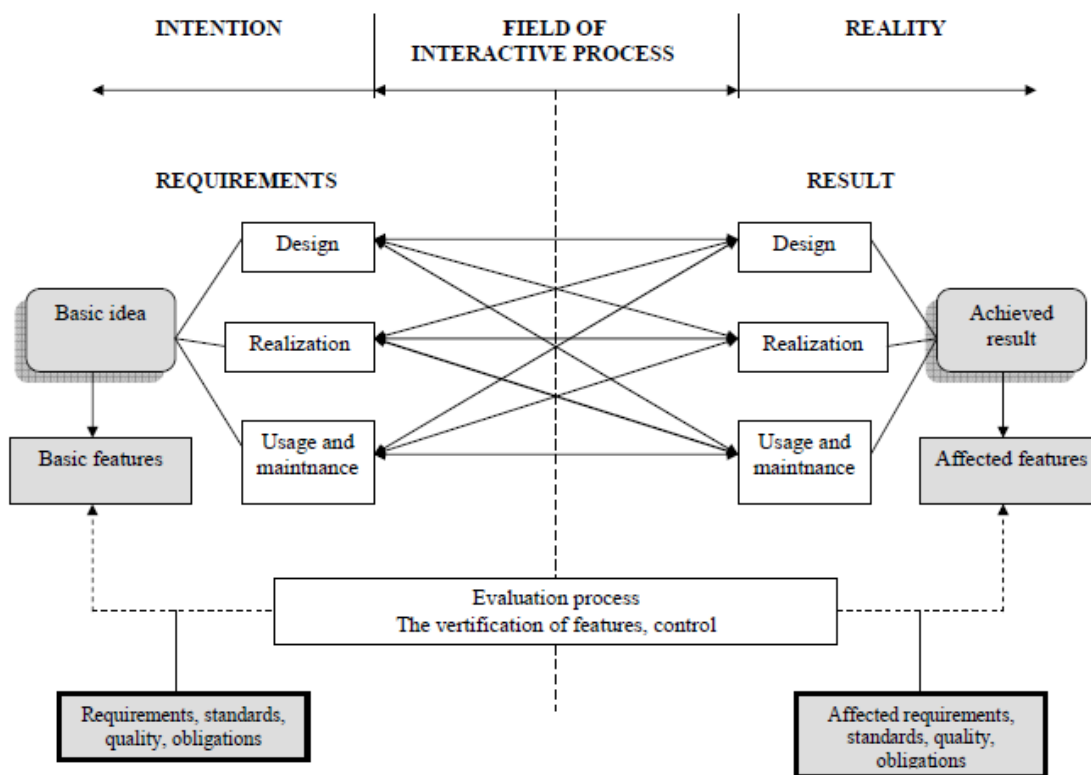 INTENTION
FIELD OF
INTERACTIVE PROCESS
REALITY
REQUIREMENTS
RESULT
Design
Design
Basic idea
Realization
Realization
Achieved
result
Usage and
maintnance
Usage and
maintnance
Basic features
Affected features
Evaluation process
The vertification of features, control
Requirements, standards,
quality, obligations
Affected requirements,
standards, quality,
obligations